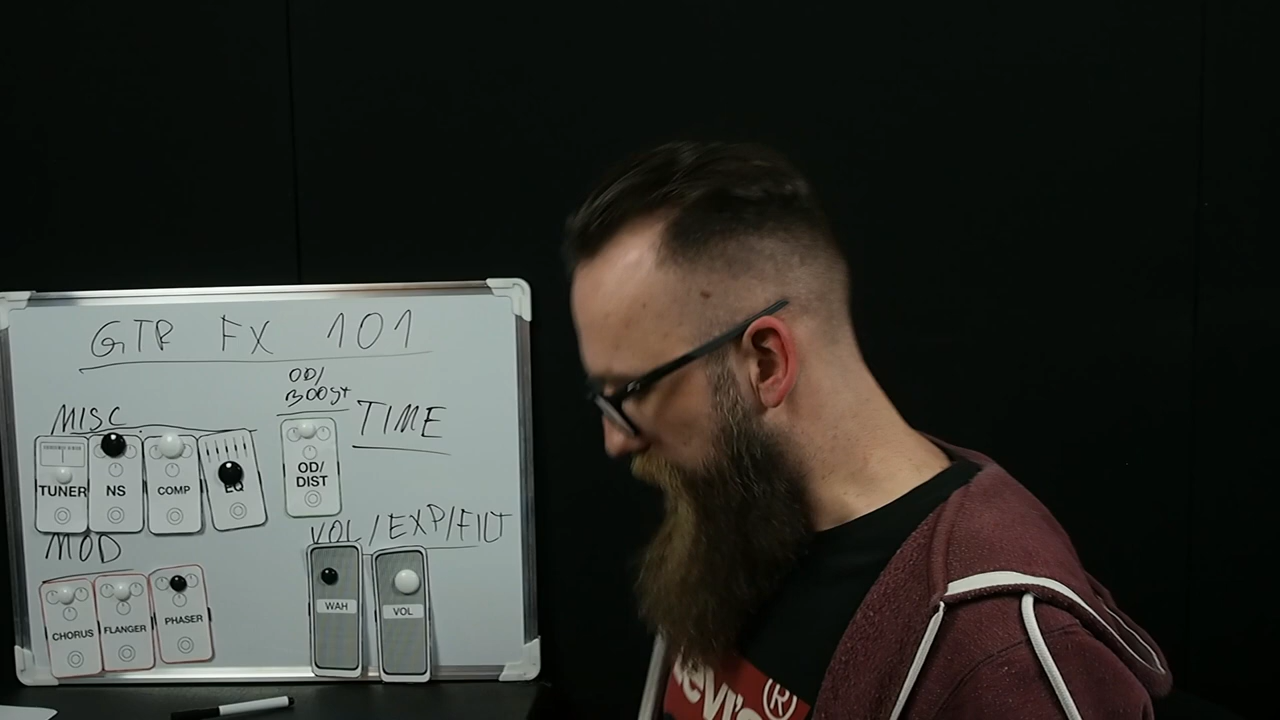 GTR FX 101
OD/
BOOST
TIME
MISC
TUNER
NS
COMP
EQ
OD/
DIST
VOL/EXP/FILT
MOD
CHORUS
FLANGER
PHASER
WAH
VOL
Levi's®